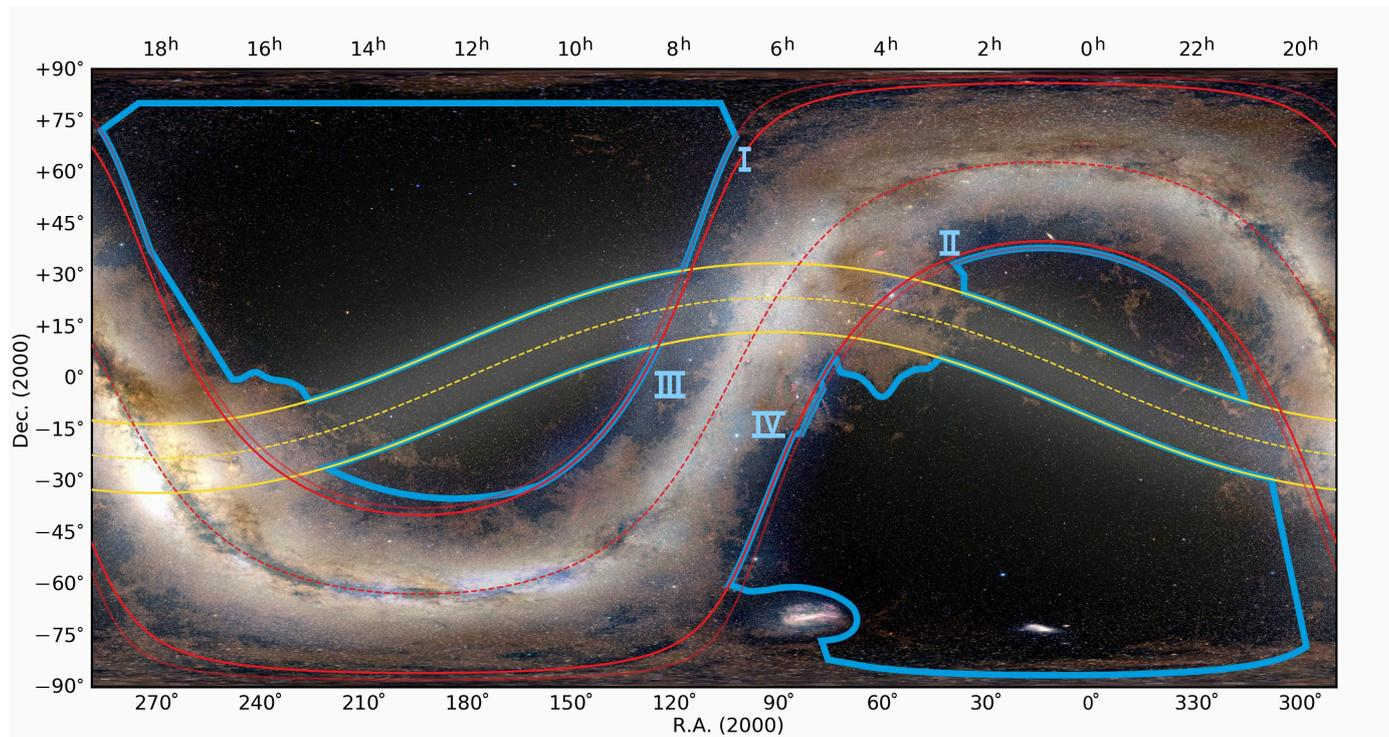 18h 16h 14h 12h 10h 8h 6h 4h 2h 0h 22h 20h
+90°
+75°
+60°
+45°
+30°
+15°
0°
−15°
−30°
−45°
−60°
−75°
−90°
Dec. (2000)
I
II
III
IV
270° 240° 210° 180° 150° 120° 90° 60° 30° 0° 330° 300°
R.A. (2000)